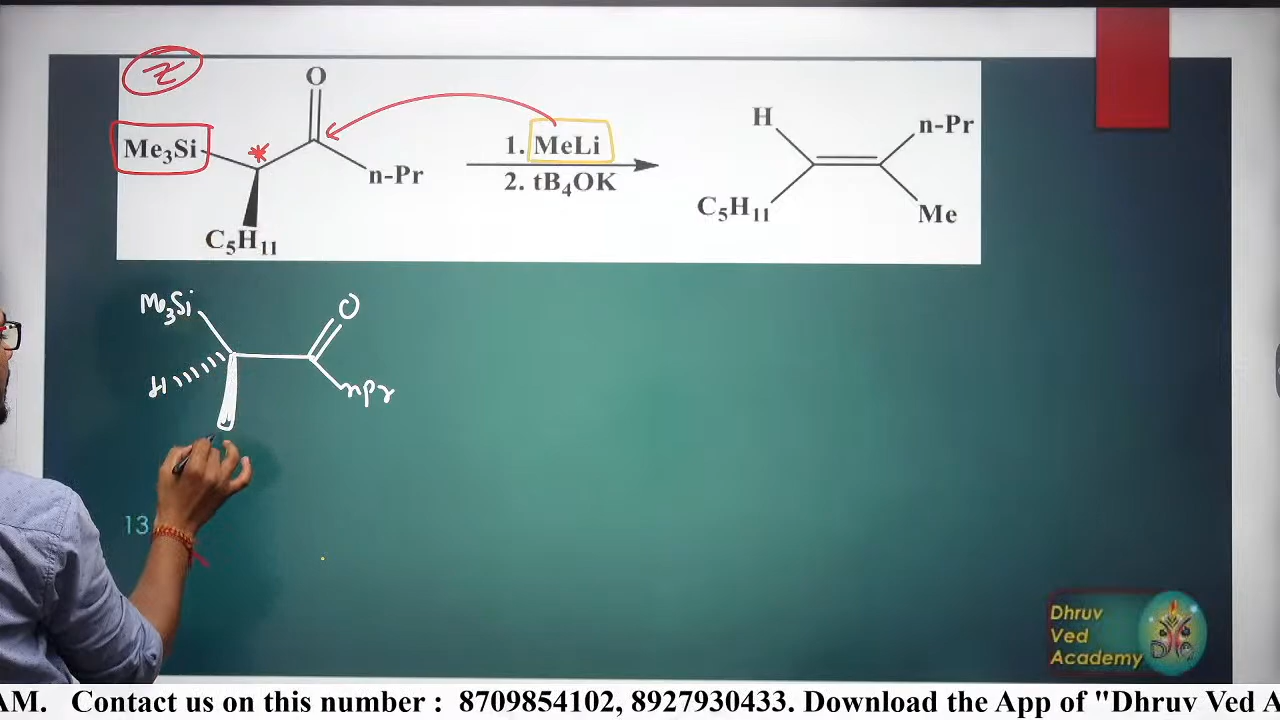 Z
O
Me₃Si
n-Pr
C₅H₁₁
1. MeLi
2. tB₄OK
H
n-Pr
C₅H₁₁
Me
Me₃Si
O
H
npr
13
Dhruv
Ved
Academy
AM. Contact us on this number : 8709854102, 8927930433. Download the App of "Dhruv Ved A